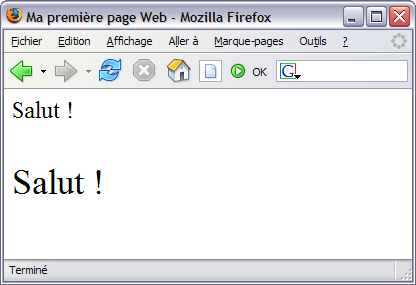 Ma première page Web - Mozilla Firefox
Fichier Edition Affichage Aller à Marque-pages Outils ?
OK G
Salut !
Salut !
Terminé